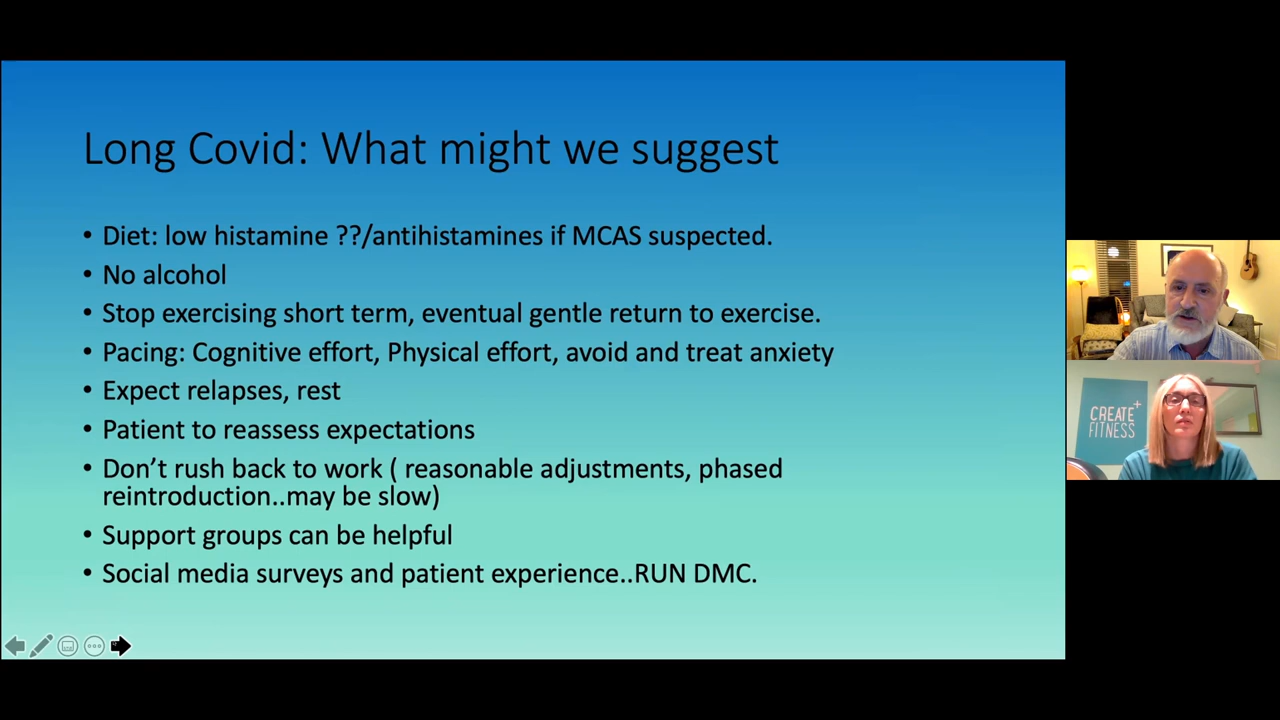 Long Covid: What might we suggest
• Diet: low histamine ??/antihistamines if MCAS suspected.
• No alcohol
• Stop exercising short term, eventual gentle return to exercise.
• Pacing: Cognitive effort, Physical effort, avoid and treat anxiety
• Expect relapses, rest
• Patient to reassess expectations
• Don’t rush back to work ( reasonable adjustments, phased
reintroduction..may be slow)
• Support groups can be helpful
• Social media surveys and patient experience..RUN DMC.
CREATE+
FITNESS